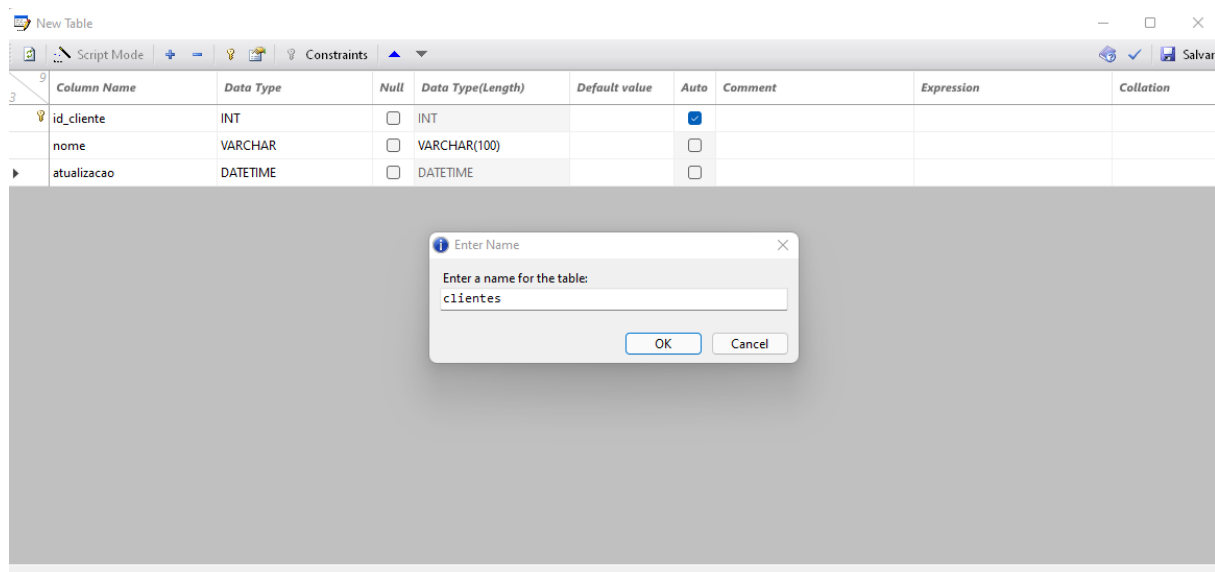 New Table
Script Mode Constraints Salvar
9
3
Column Name Data Type Null Data Type(Length) Default value Auto Comment Expression Collation
id_cliente INT INT
nome VARCHAR VARCHAR(100)
atualizacao DATETIME DATETIME
Enter Name
Enter a name for the table:
clientes
OK Cancel